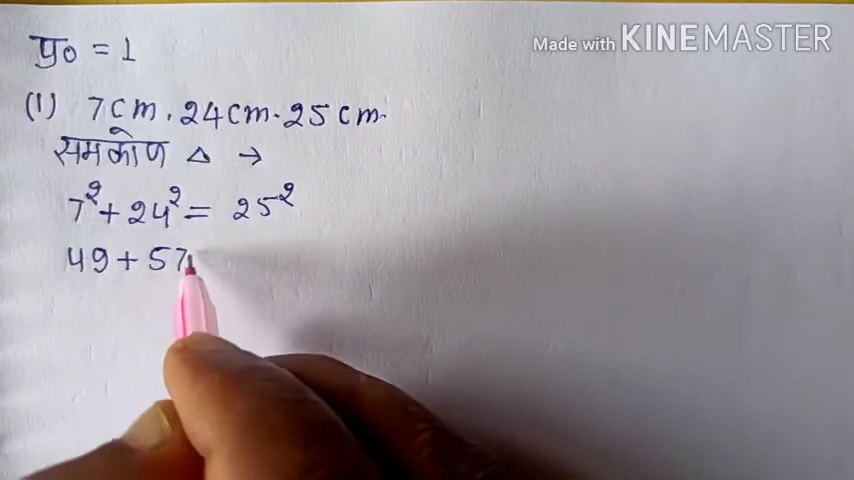 प्र० = 1
Made with KINEMASTER
(1) 7cm. 24cm. 25cm.
समकोण △ →
7² + 24² = 25²
49 + 57